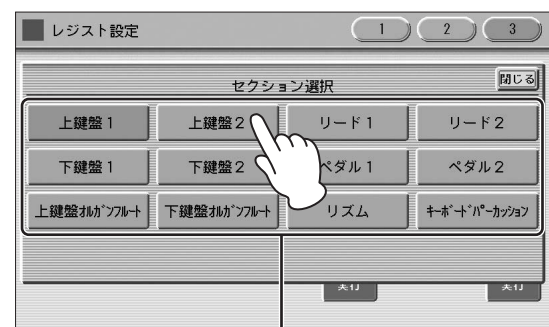 レジスト設定 1 2 3
セクション選択 閉じる
上鍵盤1 上鍵盤2 リード1 リード2
下鍵盤1 下鍵盤2 ペダル1 ペダル2
上鍵盤ｵﾙｶﾞﾝﾌﾙｰﾄ 下鍵盤ｵﾙｶﾞﾝﾌﾙｰﾄ リズム ｷｰﾎﾞｰﾄﾞﾊﾟｰカッション
実行 実行